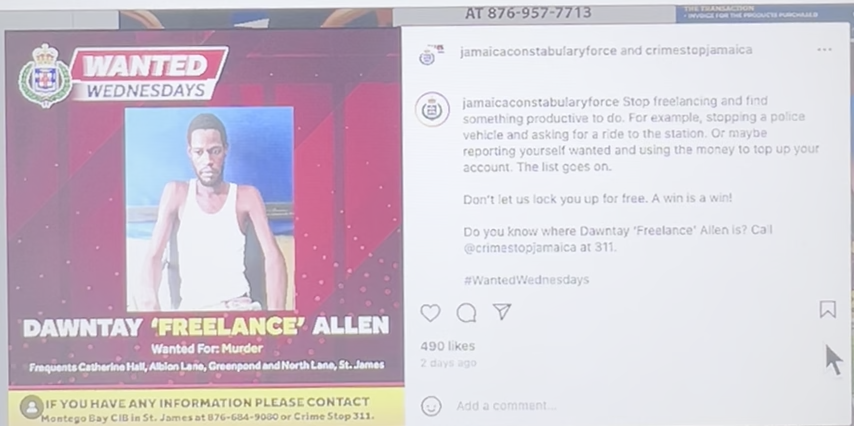 AT 876-957-7713
THE TRANSACTION
• INVOICE FOR THE PRODUCTS PURCHASED
WANTED
WEDNESDAYS
DAWNTAY 'FREELANCE' ALLEN
Wanted For: Murder
Frequents Catherine Hall, Albion Lane, Greenpond and North Lane, St. James
IF YOU HAVE ANY INFORMATION PLEASE CONTACT
Montego Bay CIB in St. James at 876-684-9080 or Crime Stop 311.
jamaicaconstabularyforce and crimestopjamaica
jamaicaconstabularyforce Stop freelancing and find
something productive to do. For example, stopping a police
vehicle and asking for a ride to the station. Or maybe
reporting yourself wanted and using the money to top up your
account. The list goes on.
Don't let us lock you up for free. A win is a win!
Do you know where Dawntay 'Freelance' Allen is? Call
@crimestopjamaica at 311.
#WantedWednesdays
490 likes
2 days ago
Add a comment...